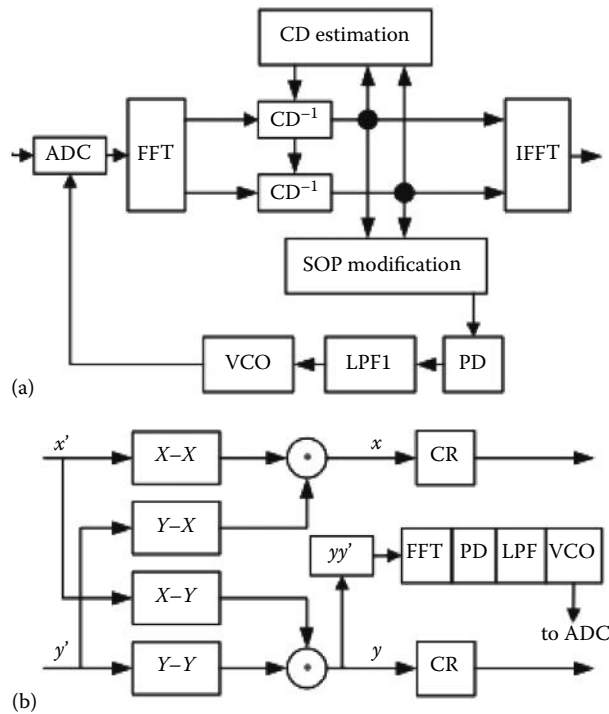 CD estimation
CD⁻¹
ADC
FFT
IFFT
CD⁻¹
SOP modification
VCO
LPF1
PD
(a)
x'
X–X
x
CR
Y–X
yy'
FFT
PD
LPF
VCO
X–Y
to ADC
y'
Y–Y
y
CR
(b)